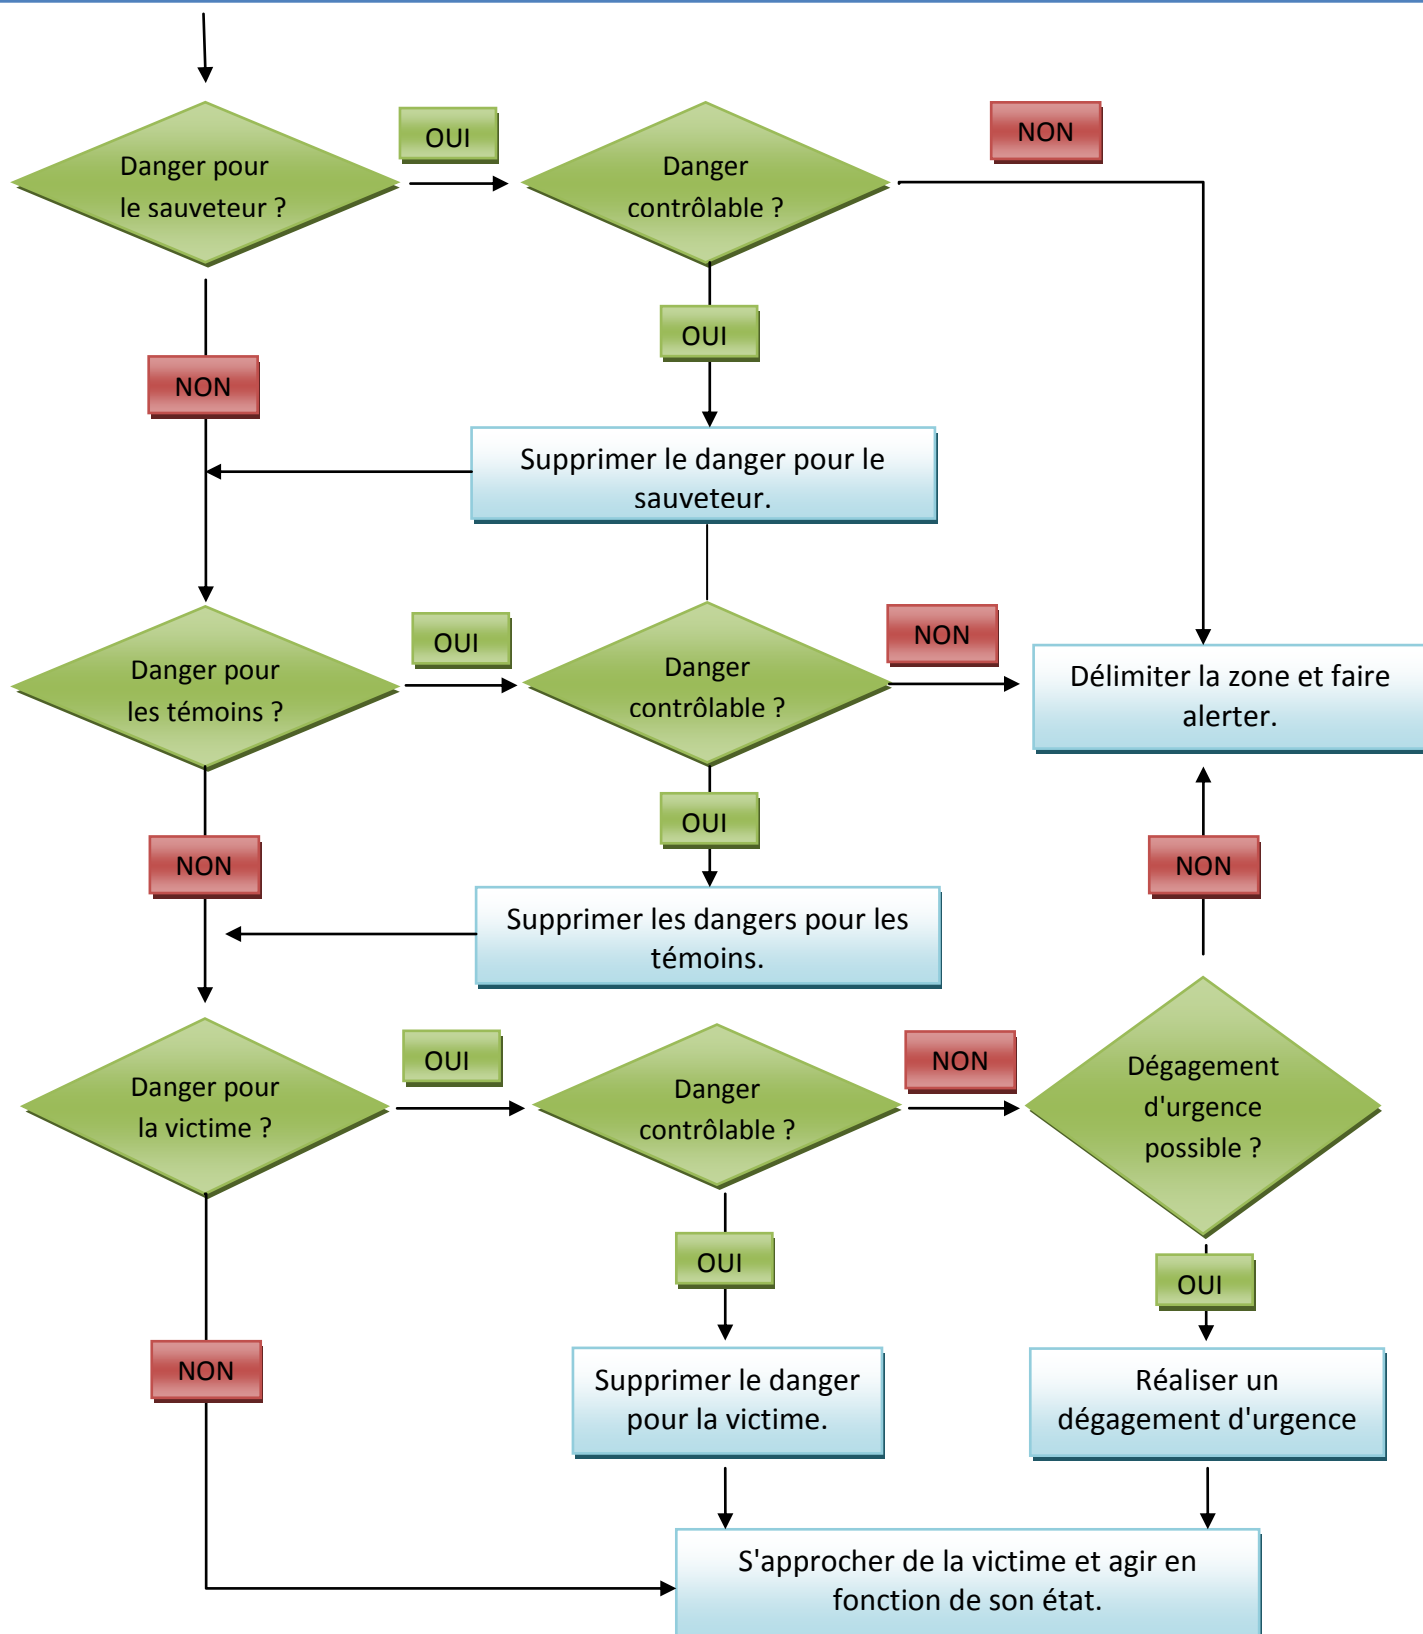 Danger pour
le sauveteur ?
OUI
Danger
contrôlable ?
NON
OUI
NON
Supprimer le danger pour le
sauveteur.
Danger pour
les témoins ?
OUI
Danger
contrôlable ?
NON
Délimiter la zone et faire
alerter.
OUI
NON
NON
Supprimer les dangers pour les
témoins.
Danger pour
la victime ?
OUI
Danger
contrôlable ?
NON
Dégagement
d'urgence
possible ?
OUI
OUI
NON
Supprimer le danger
pour la victime.
Réaliser un
dégagement d'urgence
S'approcher de la victime et agir en
fonction de son état.